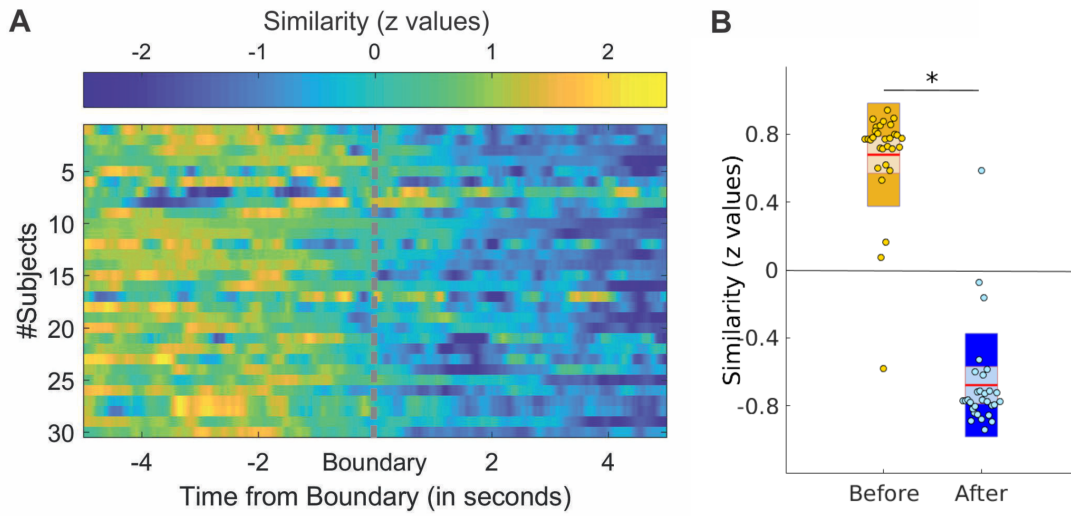 A
Similarity (z values)
-2 -1 0 1 2
#Subjects
5
10
15
20
25
30
-4 -2 Boundary 2 4
Time from Boundary (in seconds)
B
*
Similarity (z values)
0.8
0.4
0
-0.4
-0.8
Before After